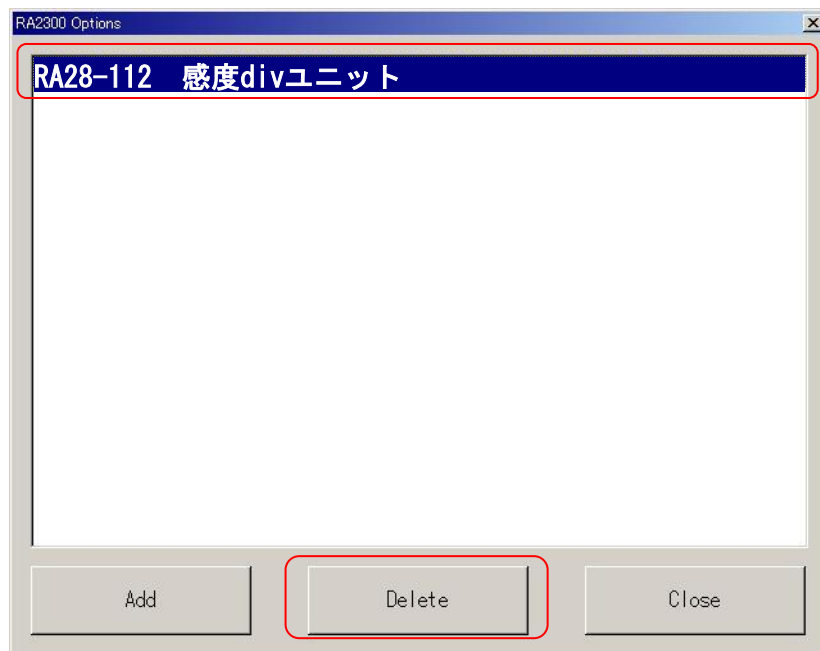 RA2300 Options
RA28-112 感度divユニット
Add
Delete
Close